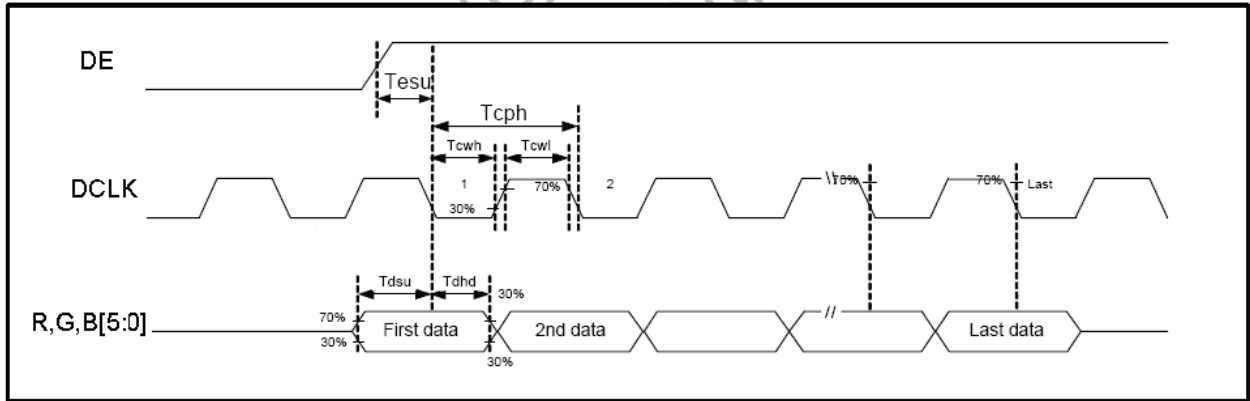 DE
Tesu
Tcph
Tcwh
Tcwl
DCLK
1
70%
2
70%
70%
Last
30%
Tdsu
Tdhd
30%
R,G,B[5:0]
70%
First data
2nd data
//
Last data
30%
30%